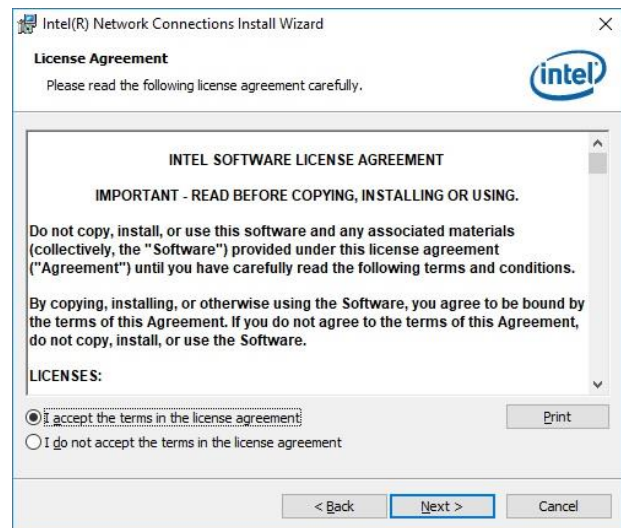 Intel(R) Network Connections Install Wizard
License Agreement
Please read the following license agreement carefully.
intel
INTEL SOFTWARE LICENSE AGREEMENT
IMPORTANT - READ BEFORE COPYING, INSTALLING OR USING.
Do not copy, install, or use this software and any associated materials
(collectively, the "Software") provided under this license agreement
("Agreement") until you have carefully read the following terms and conditions.
By copying, installing, or otherwise using the Software, you agree to be bound by
the terms of this Agreement. If you do not agree to the terms of this Agreement,
do not copy, install, or use the Software.
LICENSES:
I accept the terms in the license agreement
Print
I do not accept the terms in the license agreement
< Back
Next >
Cancel